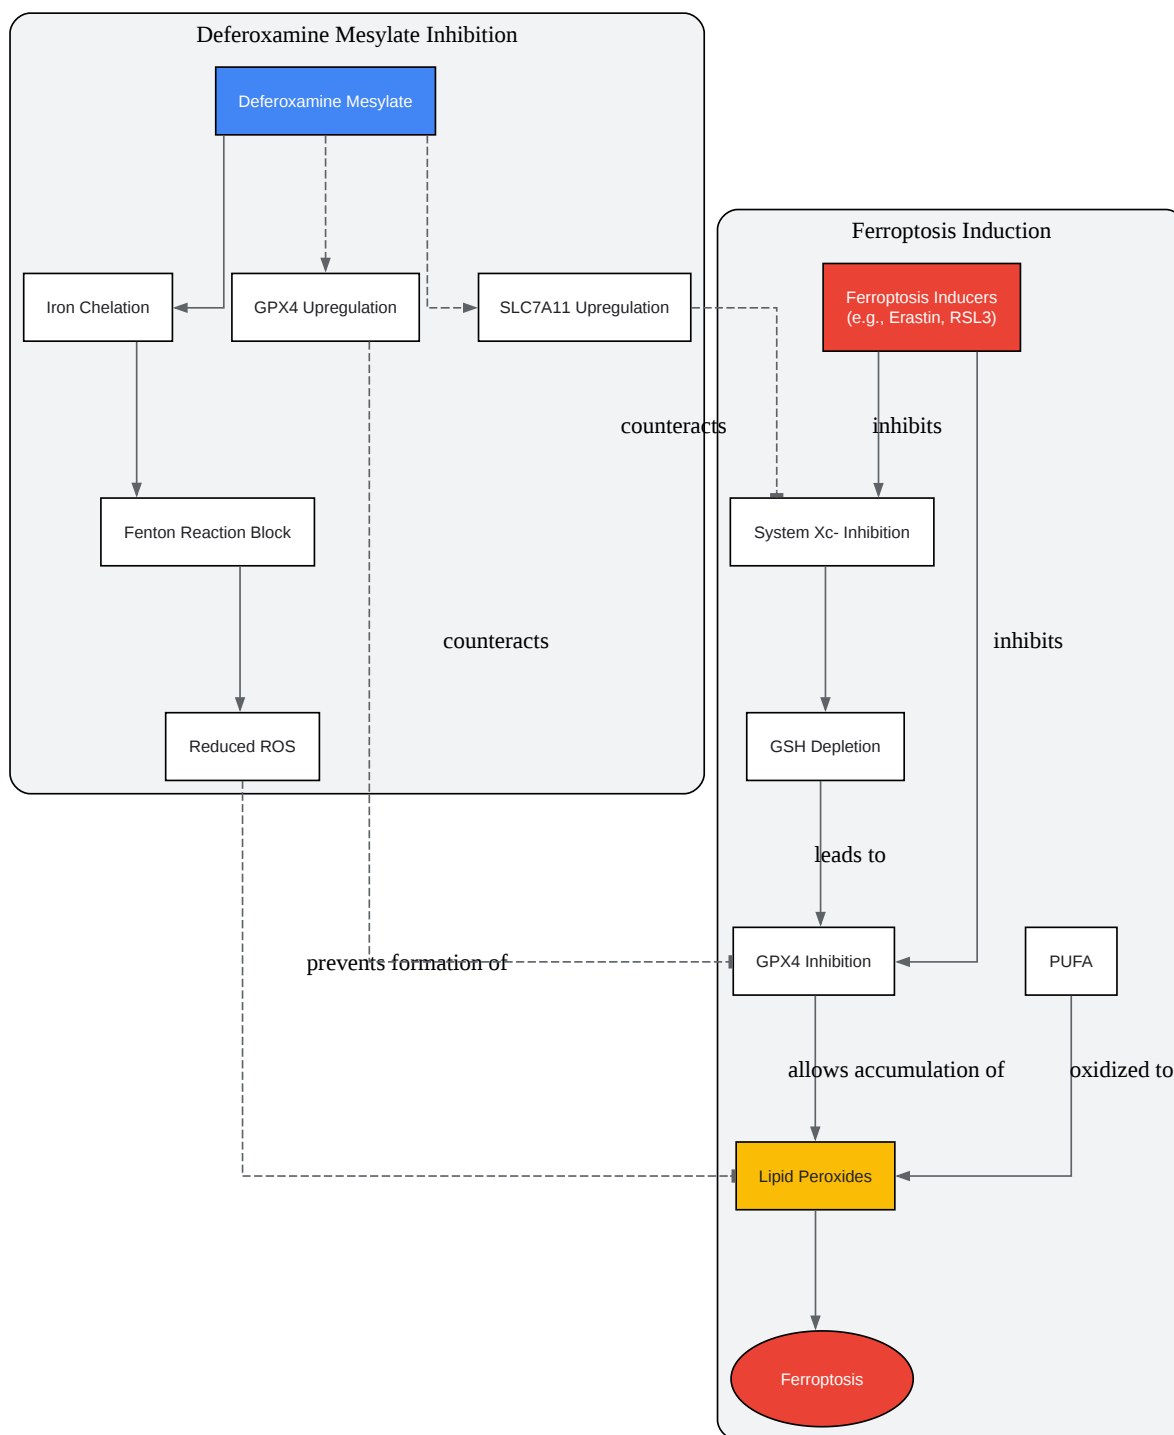 Deferoxamine Mesylate Inhibition
Deferoxamine Mesylate
Ferroptosis Induction
Iron Chelation
GPX4 Upregulation
SLC7A11 Upregulation
Ferroptosis Inducers
(e.g., Erastin, RSL3)
counteracts
inhibits
Fenton Reaction Block
System Xc- Inhibition
counteracts
inhibits
Reduced ROS
GSH Depletion
leads to
prevents formation of
GPX4 Inhibition
PUFA
allows accumulation of
oxidized to
Lipid Peroxides
Ferroptosis